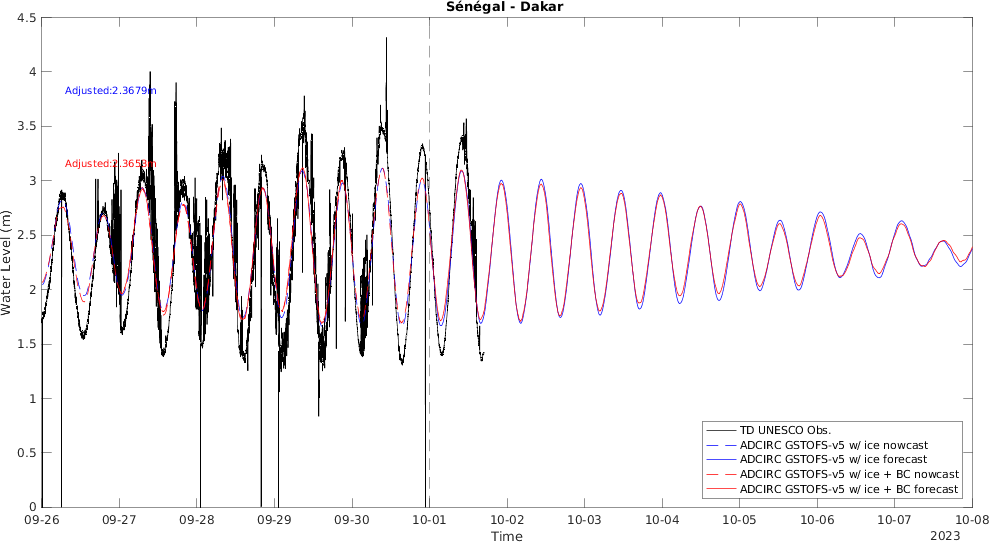 Sénégal - Dakar
4.5
4
3.5
3
2.5
2
1.5
1
0.5
0
Water Level (m)
Adjusted:2.3679m
Adjusted:2.3653m
TD UNESCO Obs.
ADCIRC GSTOFS-v5 w/ ice nowcast
ADCIRC GSTOFS-v5 w/ ice forecast
ADCIRC GSTOFS-v5 w/ ice + BC nowcast
ADCIRC GSTOFS-v5 w/ ice + BC forecast
09-26 09-27 09-28 09-29 09-30 10-01 10-02 10-03 10-04 10-05 10-06 10-07 10-08
Time
2023